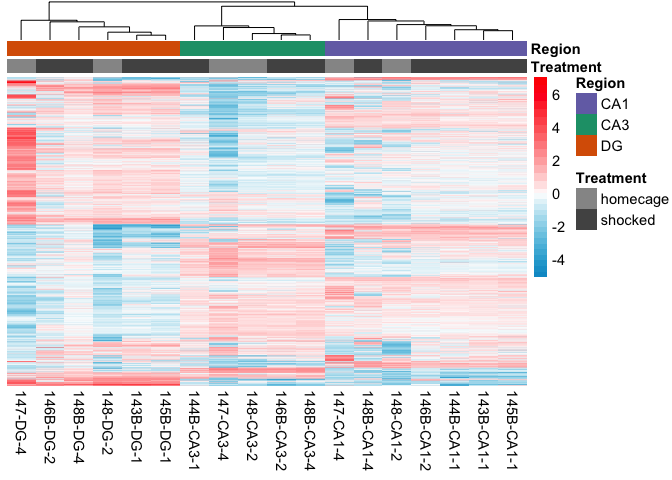 Region
Treatment
6
4
2
0
-2
-4
Region
CA1
CA3
DG
Treatment
homecage
shocked
147-DG-4
146B-DG-2
148B-DG-4
148-DG-2
143B-DG-1
145B-DG-1
144B-CA3-1
147-CA3-4
148-CA3-2
146B-CA3-2
148B-CA3-4
147-CA1-4
148B-CA1-4
148-CA1-2
146B-CA1-2
144B-CA1-1
143B-CA1-1
145B-CA1-1